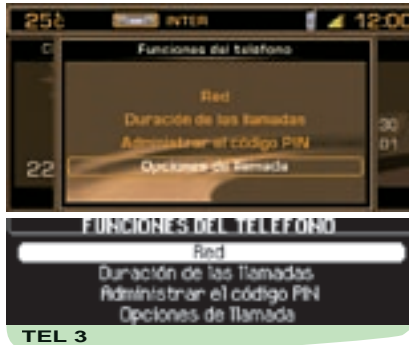 25° INTER 12:00
Funciones del teléfono
Red
30
Duración de las llamadas
01
Administrar el código PIN
22
Opciones de llamada
FUNCIONES DEL TELEFONO
Red
Duración de las llamadas
Administrar el código PIN
Opciones de llamada
TEL 3